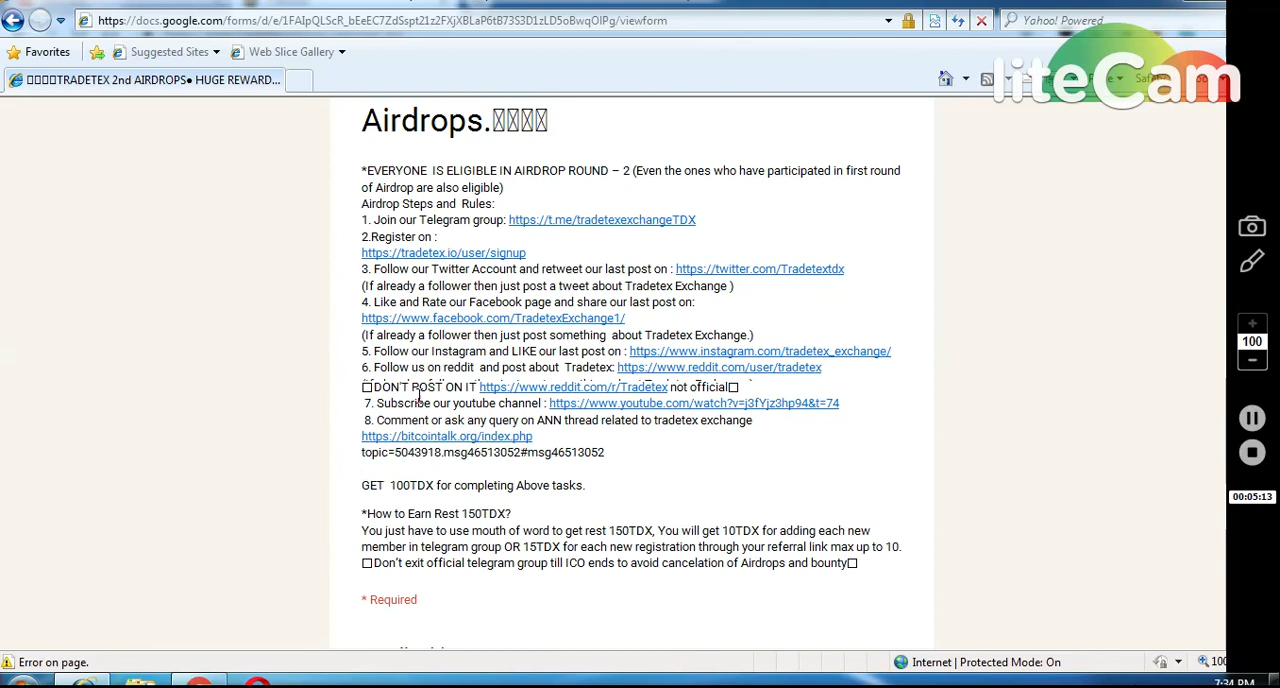 https://docs.google.com/forms/d/e/1FAIpQLScR_bEeEC7ZdSspt21z2FXjXBLaP6tB73S3D1zLD5oBwqOIPg/viewform
Yahoo! Powered
Favorites
Suggested Sites
Web Slice Gallery
TRADETEX 2nd AIRDROPS● HUGE REWARD...
liteCam
Airdrops.
*EVERYONE IS ELIGIBLE IN AIRDROP ROUND – 2 (Even the ones who have participated in first round
of Airdrop are also eligible)
Airdrop Steps and Rules:
1. Join our Telegram group: https://t.me/tradetexexchangeTDX
2.Register on :
https://tradetex.io/user/signup
3. Follow our Twitter Account and retweet our last post on : https://twitter.com/Tradetextdx
(If already a follower then just post a tweet about Tradetex Exchange )
4. Like and Rate our Facebook page and share our last post on:
https://www.facebook.com/TradetexExchange1/
(If already a follower then just post something about Tradetex Exchange.)
5. Follow our Instagram and LIKE our last post on : https://www.instagram.com/tradetex_exchange/
6. Follow us on reddit and post about Tradetex: https://www.reddit.com/user/tradetex
DON'T POST ON IT https://www.reddit.com/r/Tradetex not official
7. Subscribe our youtube channel : https://www.youtube.com/watch?v=j3fYjz3hp94&t=74
8. Comment or ask any query on ANN thread related to tradetex exchange
https://bitcointalk.org/index.php
topic=5043918.msg46513052#msg46513052
GET 100TDX for completing Above tasks.
*How to Earn Rest 150TDX?
You just have to use mouth of word to get rest 150TDX, You will get 10TDX for adding each new
member in telegram group OR 15TDX for each new registration through your referral link max up to 10.
Don't exit official telegram group till ICO ends to avoid cancelation of Airdrops and bounty
* Required
100
00:05:13
Error on page.
Internet | Protected Mode: On
100
7:34 PM